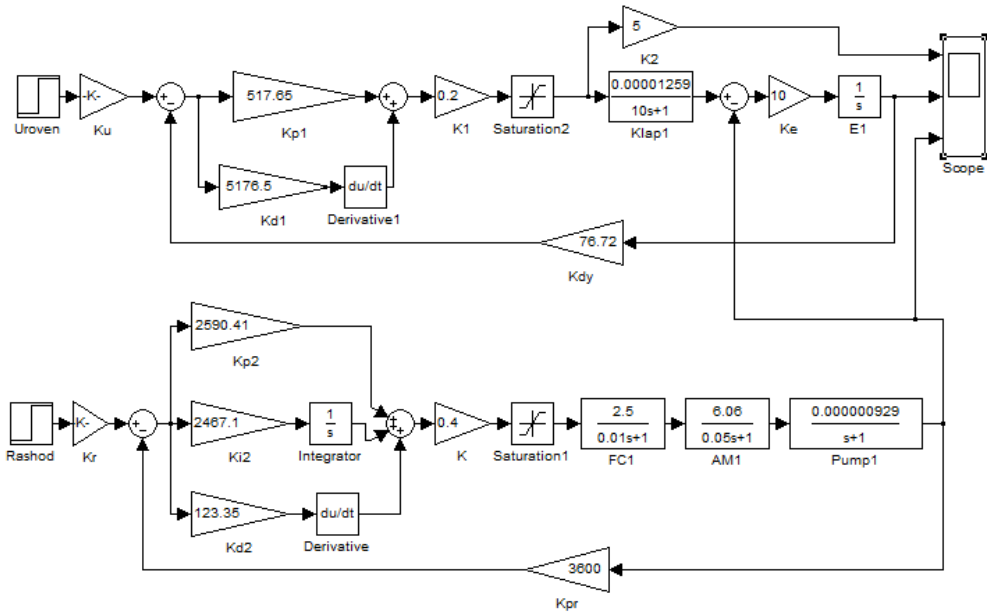 5
K2
Uroven
-K-
Ku
517.65
Kp1
0.2
K1
Saturation2
0.00001259
10s+1
Klap1
10
Ke
1
s
E1
Scope
5176.5
Kd1
du/dt
Derivative1
76.72
Kdy
2590.41
Kp2
Rashod
K-
Kr
2467.1
Ki2
1
s
Integrator
0.4
K
Saturation1
2.5
0.01s+1
FC1
6.06
0.05s+1
AM1
0.000000929
s+1
Pump1
123.35
Kd2
du/dt
Derivative
3600
Kpr